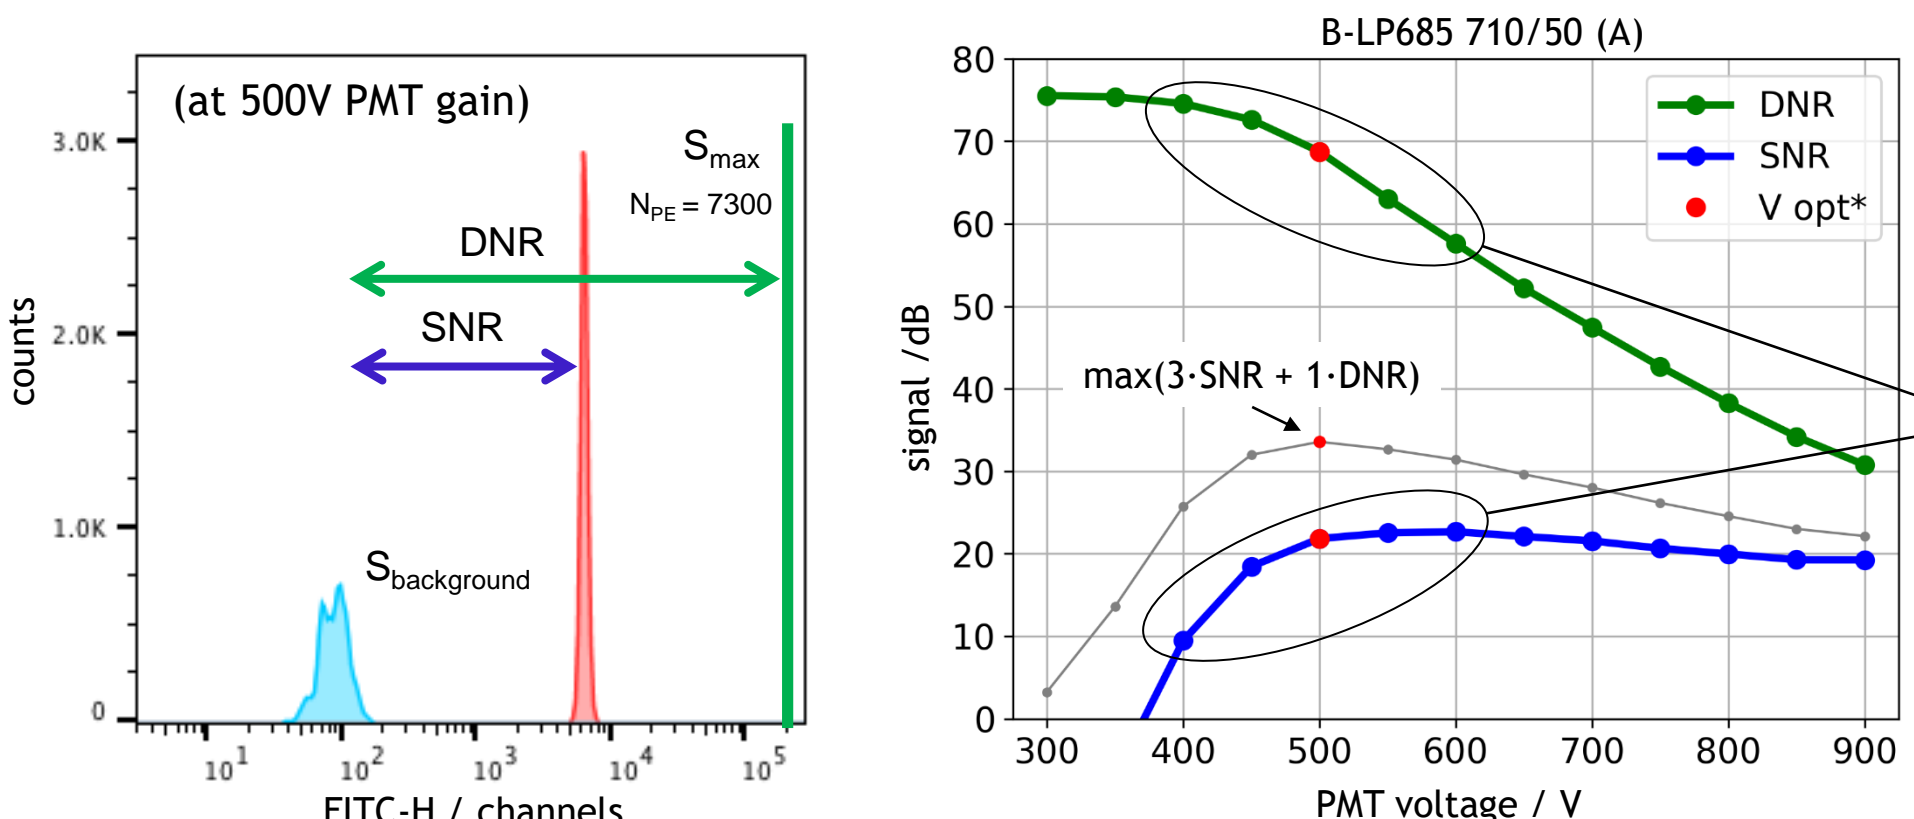 (at 500V PMT gain)
3.0K
2.0K
1.0K
0
counts
Smax
NPE = 7300
DNR
SNR
Sbackground
10^1
10^2
10^3
10^4
10^5
FITC-H / channels
B-LP685 710/50 (A)
80
70
60
50
40
30
20
10
0
signal /dB
DNR
SNR
V opt*
max(3·SNR + 1·DNR)
300
400
500
600
700
800
900
PMT voltage / V